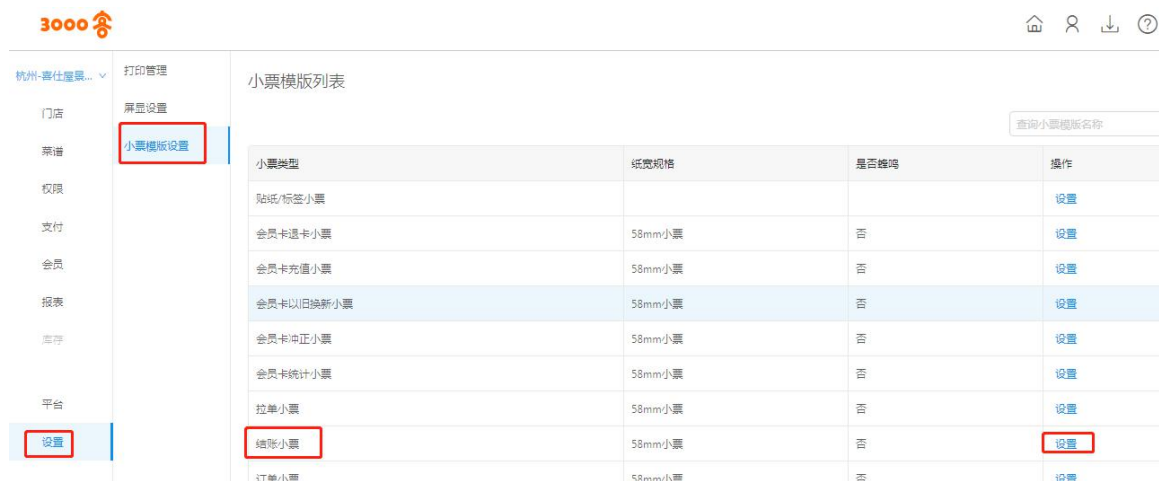 3000客
杭州-喜仕屋景...
门店
菜谱
权限
支付
会员
报表
库存
平台
设置
打印管理
屏显设置
小票模版设置
小票模版列表
查询小票模版名称
小票类型 纸宽规格 是否蜂鸣 操作
贴纸/标签小票 设置
会员卡退卡小票 58mm小票 否 设置
会员卡充值小票 58mm小票 否 设置
会员卡以旧换新小票 58mm小票 否 设置
会员卡冲正小票 58mm小票 否 设置
会员卡统计小票 58mm小票 否 设置
拉单小票 58mm小票 否 设置
结账小票 58mm小票 否 设置
订单小票 58mm小票 否 设置